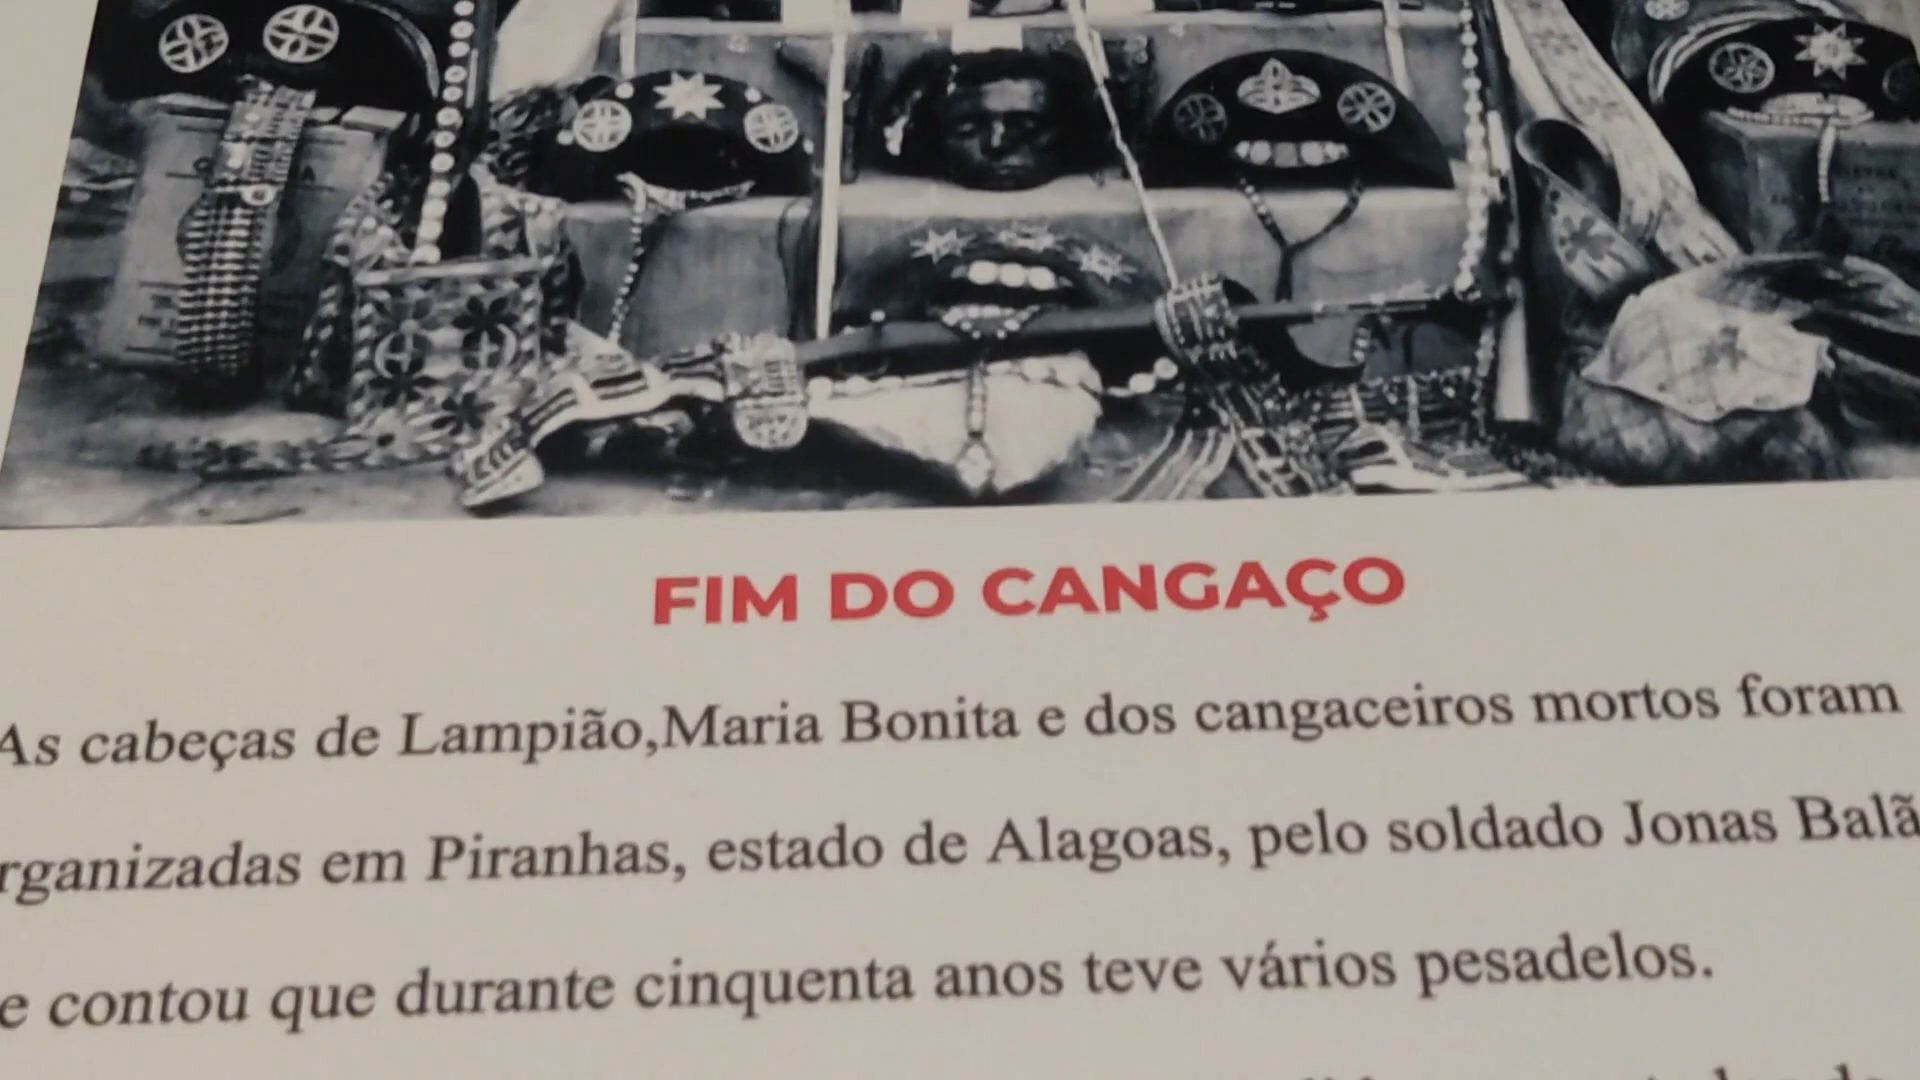 FIM DO CANGAÇO
As cabeças de Lampião,Maria Bonita e dos cangaceiros mortos foram
rganizadas em Piranhas, estado de Alagoas, pelo soldado Jonas Balã
e contou que durante cinquenta anos teve vários pesadelos.